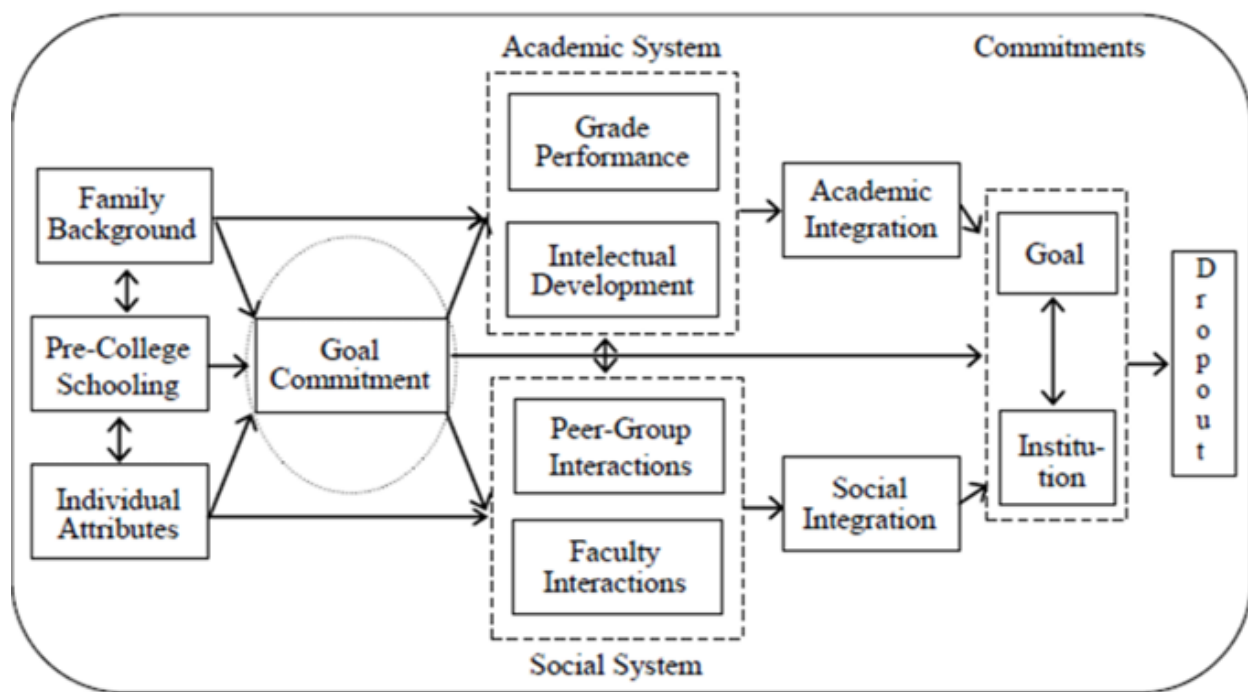 Academic System
Commitments
Grade
Performance
Intelectual
Development
Family
Background
Pre-College
Schooling
Individual
Attributes
Goal
Commitment
Peer-Group
Interactions
Faculty
Interactions
Social System
Academic
Integration
Social
Integration
Goal
Institu-
tion
D
r
o
p
o
u
t